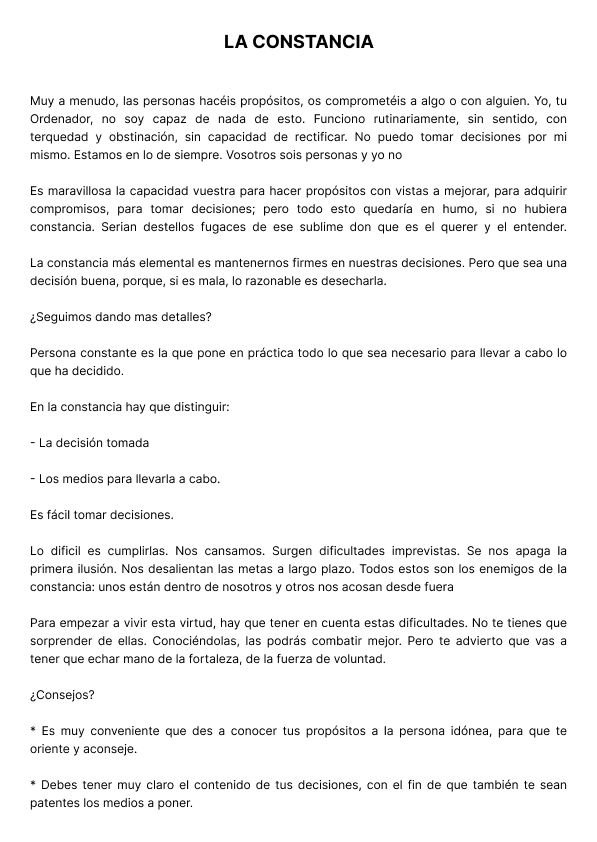 LA CONSTANCIA
Muy a menudo, las personas hacéis propósitos, os comprometéis a algo o con alguien. Yo, tu
Ordenador, no soy capaz de nada de esto. Funciono rutinariamente, sin sentido, con
terquedad y obstinación, sin capacidad de rectificar. No puedo tomar decisiones por mi
mismo. Estamos en lo de siempre. Vosotros sois personas y yo no
Es maravillosa la capacidad vuestra para hacer propósitos con vistas a mejorar, para adquirir
compromisos, para tomar decisiones; pero todo esto quedaría en humo, si no hubiera
constancia. Serian destellos fugaces de ese sublime don que es el querer y el entender.
La constancia más elemental es mantenernos firmes en nuestras decisiones. Pero que sea una
decisión buena, porque, si es mala, lo razonable es desecharla.
¿Seguimos dando mas detalles?
Persona constante es la que pone en práctica todo lo que sea necesario para llevar a cabo lo
que ha decidido.
En la constancia hay que distinguir:
- La decisión tomada
- Los medios para llevarla a cabo.
Es fácil tomar decisiones.
Lo dificil es cumplirlas. Nos cansamos. Surgen dificultades imprevistas. Se nos apaga la
primera ilusión. Nos desalientan las metas a largo plazo. Todos estos son los enemigos de la
constancia: unos están dentro de nosotros y otros nos acosan desde fuera
Para empezar a vivir esta virtud, hay que tener en cuenta estas dificultades. No te tienes que
sorprender de ellas. Conociéndolas, las podrás combatir mejor. Pero te advierto que vas a
tener que echar mano de la fortaleza, de la fuerza de voluntad.
¿Consejos?
* Es muy conveniente que des a conocer tus propósitos a la persona idónea, para que te
oriente y aconseje.
* Debes tener muy claro el contenido de tus decisiones, con el fin de que también te sean
patentes los medios a poner.